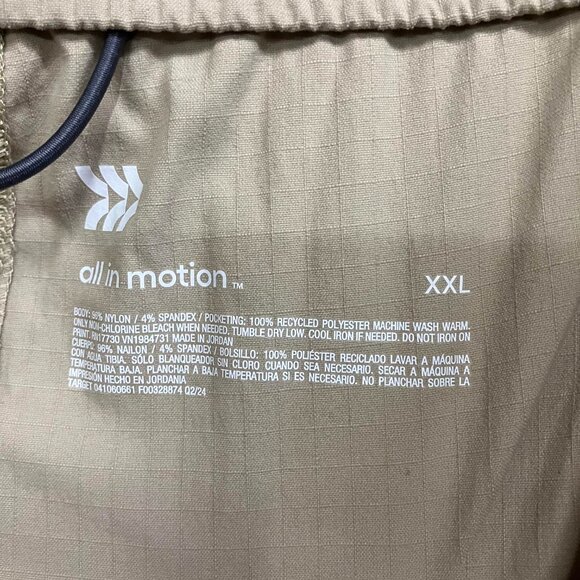 all in motion™
XXL
BODY: 96% NYLON / 4% SPANDEX / POCKETING: 100% RECYCLED POLYESTER MACHINE WASH WARM.
ONLY NON-CHLORINE BLEACH WHEN NEEDED. TUMBLE DRY LOW. COOL IRON IF NEEDED. DO NOT IRON ON
PRINT. RN17730 VN1984731 MADE IN JORDAN
CUERPO: 96% NAILON / 4% SPANDEX / BOLSILLO: 100% POLIÉSTER RECICLADO LAVAR A MÁQUINA
CON AGUA TIBIA. SÓLO BLANQUEADOR SIN CLORO CUANDO SEA NECESARIO. SECAR A MÁQUINA A
TEMPERATURA BAJA. PLANCHAR A BAJA TEMPERATURA SI ES NECESARIO. NO PLANCHAR SOBRE LA
IMPRESIÓN HECHO EN JORDANIA
TARGET 041060661 F00328874 Q2/24